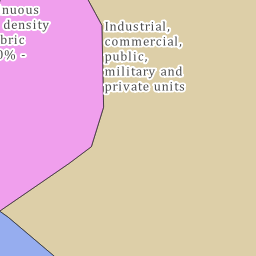 nuous
density
bric
0% -
Industrial,
commercial,
public,
military and
private units